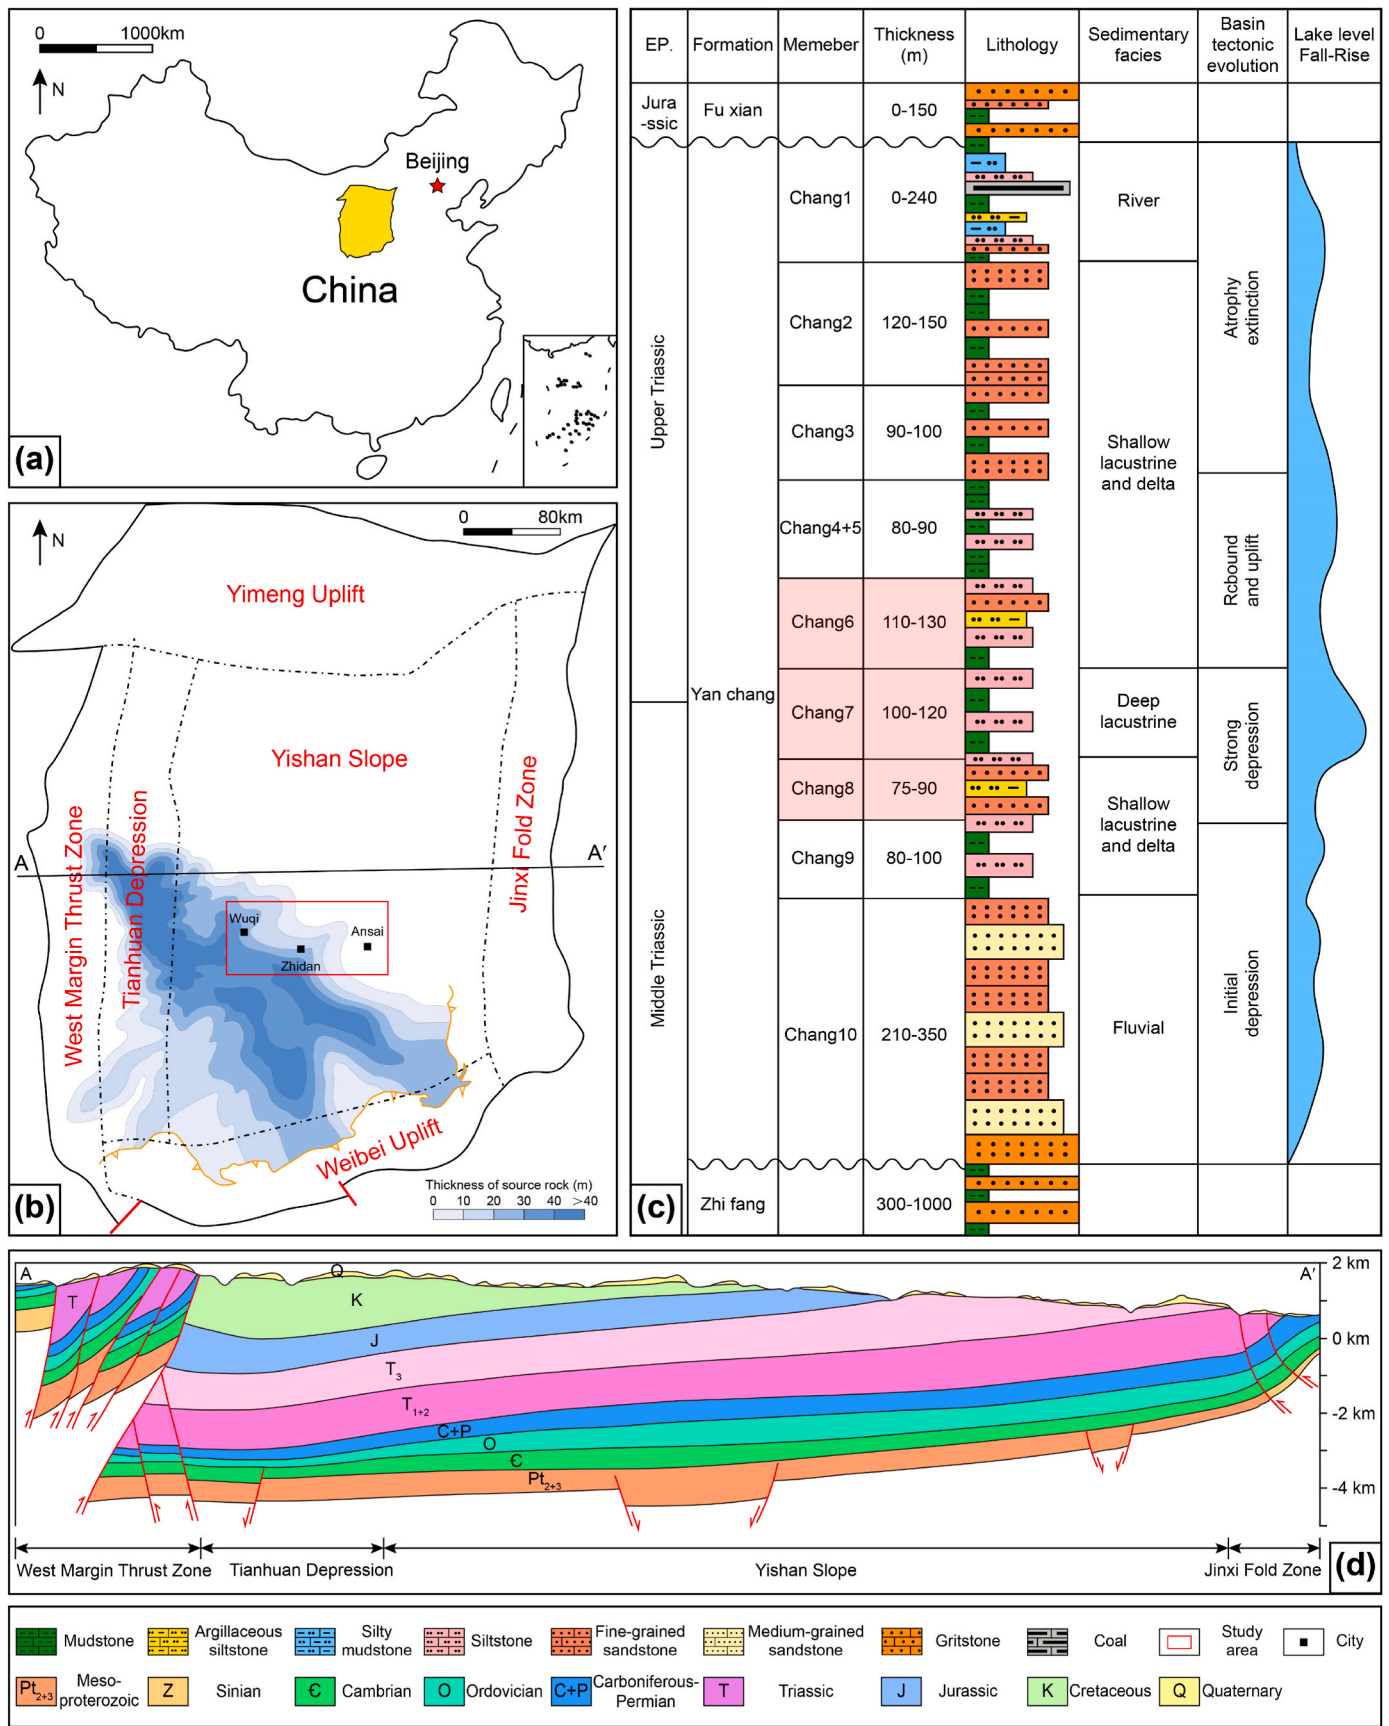 0 1000km
N
Beijing
China
(a)
0 80km
N
Yimeng Uplift
Yishan Slope
West Margin Thrust Zone
Tianhuan Depression
Jinxi Fold Zone
A A′
Wuqi
Ansai
Zhidan
Weibei Uplift
Thickness of source rock (m)
0 10 20 30 40 >40
(b)
EP. Formation Memeber Thickness (m) Lithology Sedimentary facies Basin tectonic evolution Lake level Fall-Rise
Jura
-ssic
Fu xian
0-150
Upper Triassic
Middle Triassic
Yan chang
Chang1 0-240
Chang2 120-150
Chang3 90-100
Chang4+5 80-90
Chang6 110-130
Chang7 100-120
Chang8 75-90
Chang9 80-100
Chang10 210-350
Zhi fang 300-1000
River
Shallow
lacustrine
and delta
Deep
lacustrine
Shallow
lacustrine
and delta
Fluvial
Atrophy
extinction
Rcbound
and uplift
Strong
depression
Initial
depression
(c)
A A′
Q
K
T
J
T3
T1+2
C+P
O
Є
Pt2+3
2 km
0 km
-2 km
-4 km
West Margin Thrust Zone Tianhuan Depression Yishan Slope Jinxi Fold Zone
(d)
Mudstone
Argillaceous
siltstone
Silty
mudstone
Siltstone
Fine-grained
sandstone
Medium-grained
sandstone
Gritstone
Coal
Study
area
City
Pt2+3 Meso-
proterozoic
Z Sinian
Є Cambrian
O Ordovician
C+P Carboniferous-
Permian
T Triassic
J Jurassic
K Cretaceous
Q Quaternary